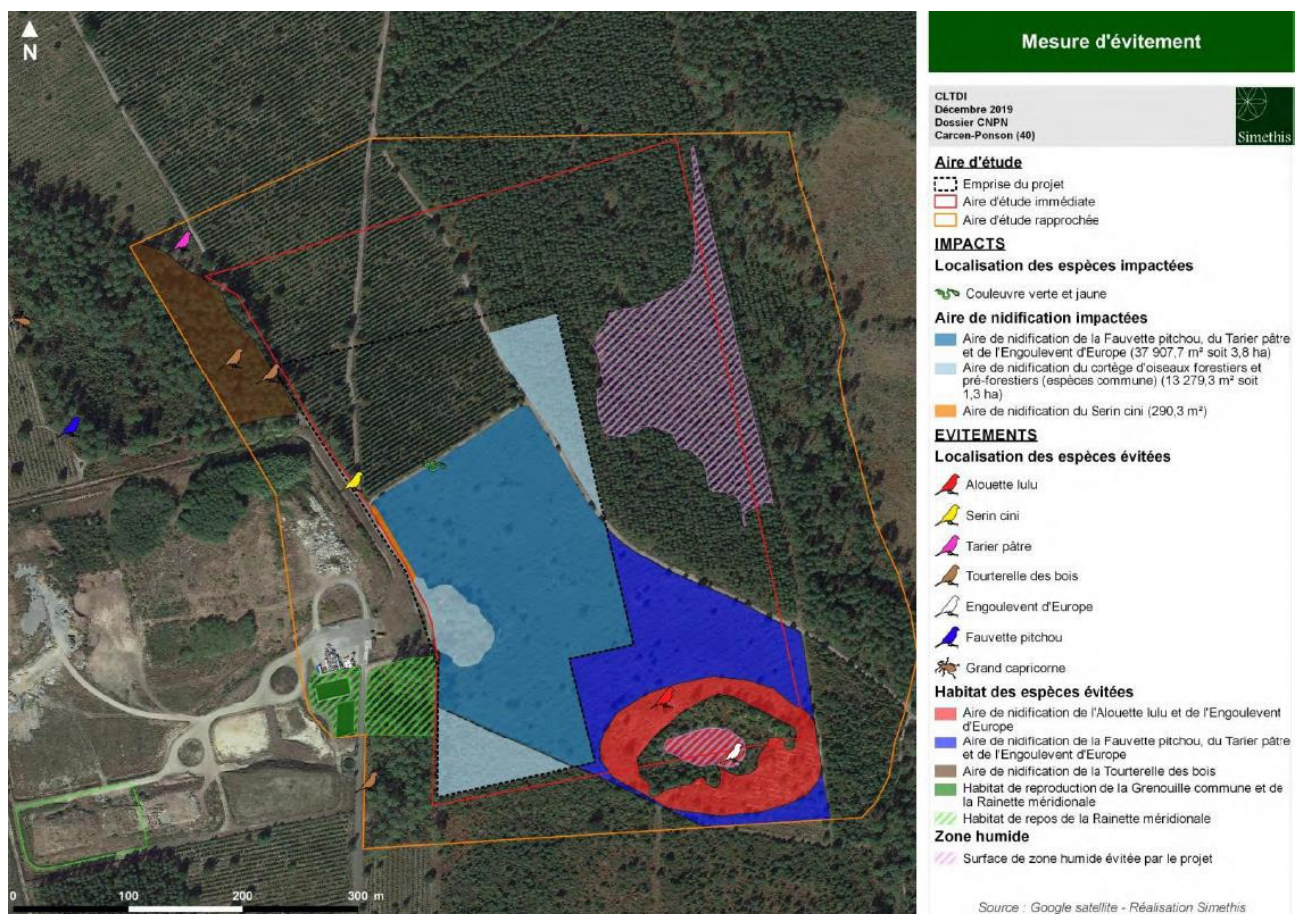 N
0 100 200 300 m
Mesure d'évitement
CLTDI
Décembre 2019
Dossier CNPN
Carcen-Ponson (40)
Simethis
Aire d'étude
Emprise du projet
Aire d'étude immédiate
Aire d'étude rapprochée
IMPACTS
Localisation des espèces impactées
Couleuvre verte et jaune
Aire de nidification impactées
Aire de nidification de la Fauvette pitchou, du Tarier pâtre
et de l'Engoulevent d'Europe (37 907,7 m² soit 3,8 ha)
Aire de nidification du cortège d'oiseaux forestiers et
pré-forestiers (espèces commune) (13 279,3 m² soit
1,3 ha)
Aire de nidification du Serin cini (290,3 m²)
EVITEMENTS
Localisation des espèces évitées
Alouette lulu
Serin cini
Tarier pâtre
Tourterelle des bois
Engoulevent d'Europe
Fauvette pitchou
Grand capricorne
Habitat des espèces évitées
Aire de nidification de l'Alouette lulu et de l'Engoulevent
d'Europe
Aire de nidification de la Fauvette pitchou, du Tarier pâtre
et de l'Engoulevent d'Europe
Aire de nidification de la Tourterelle des bois
Habitat de reproduction de la Grenouille commune et de
la Rainette méridionale
Habitat de repos de la Rainette méridionale
Zone humide
Surface de zone humide évitée par le projet
Source : Google satellite - Réalisation Simethis